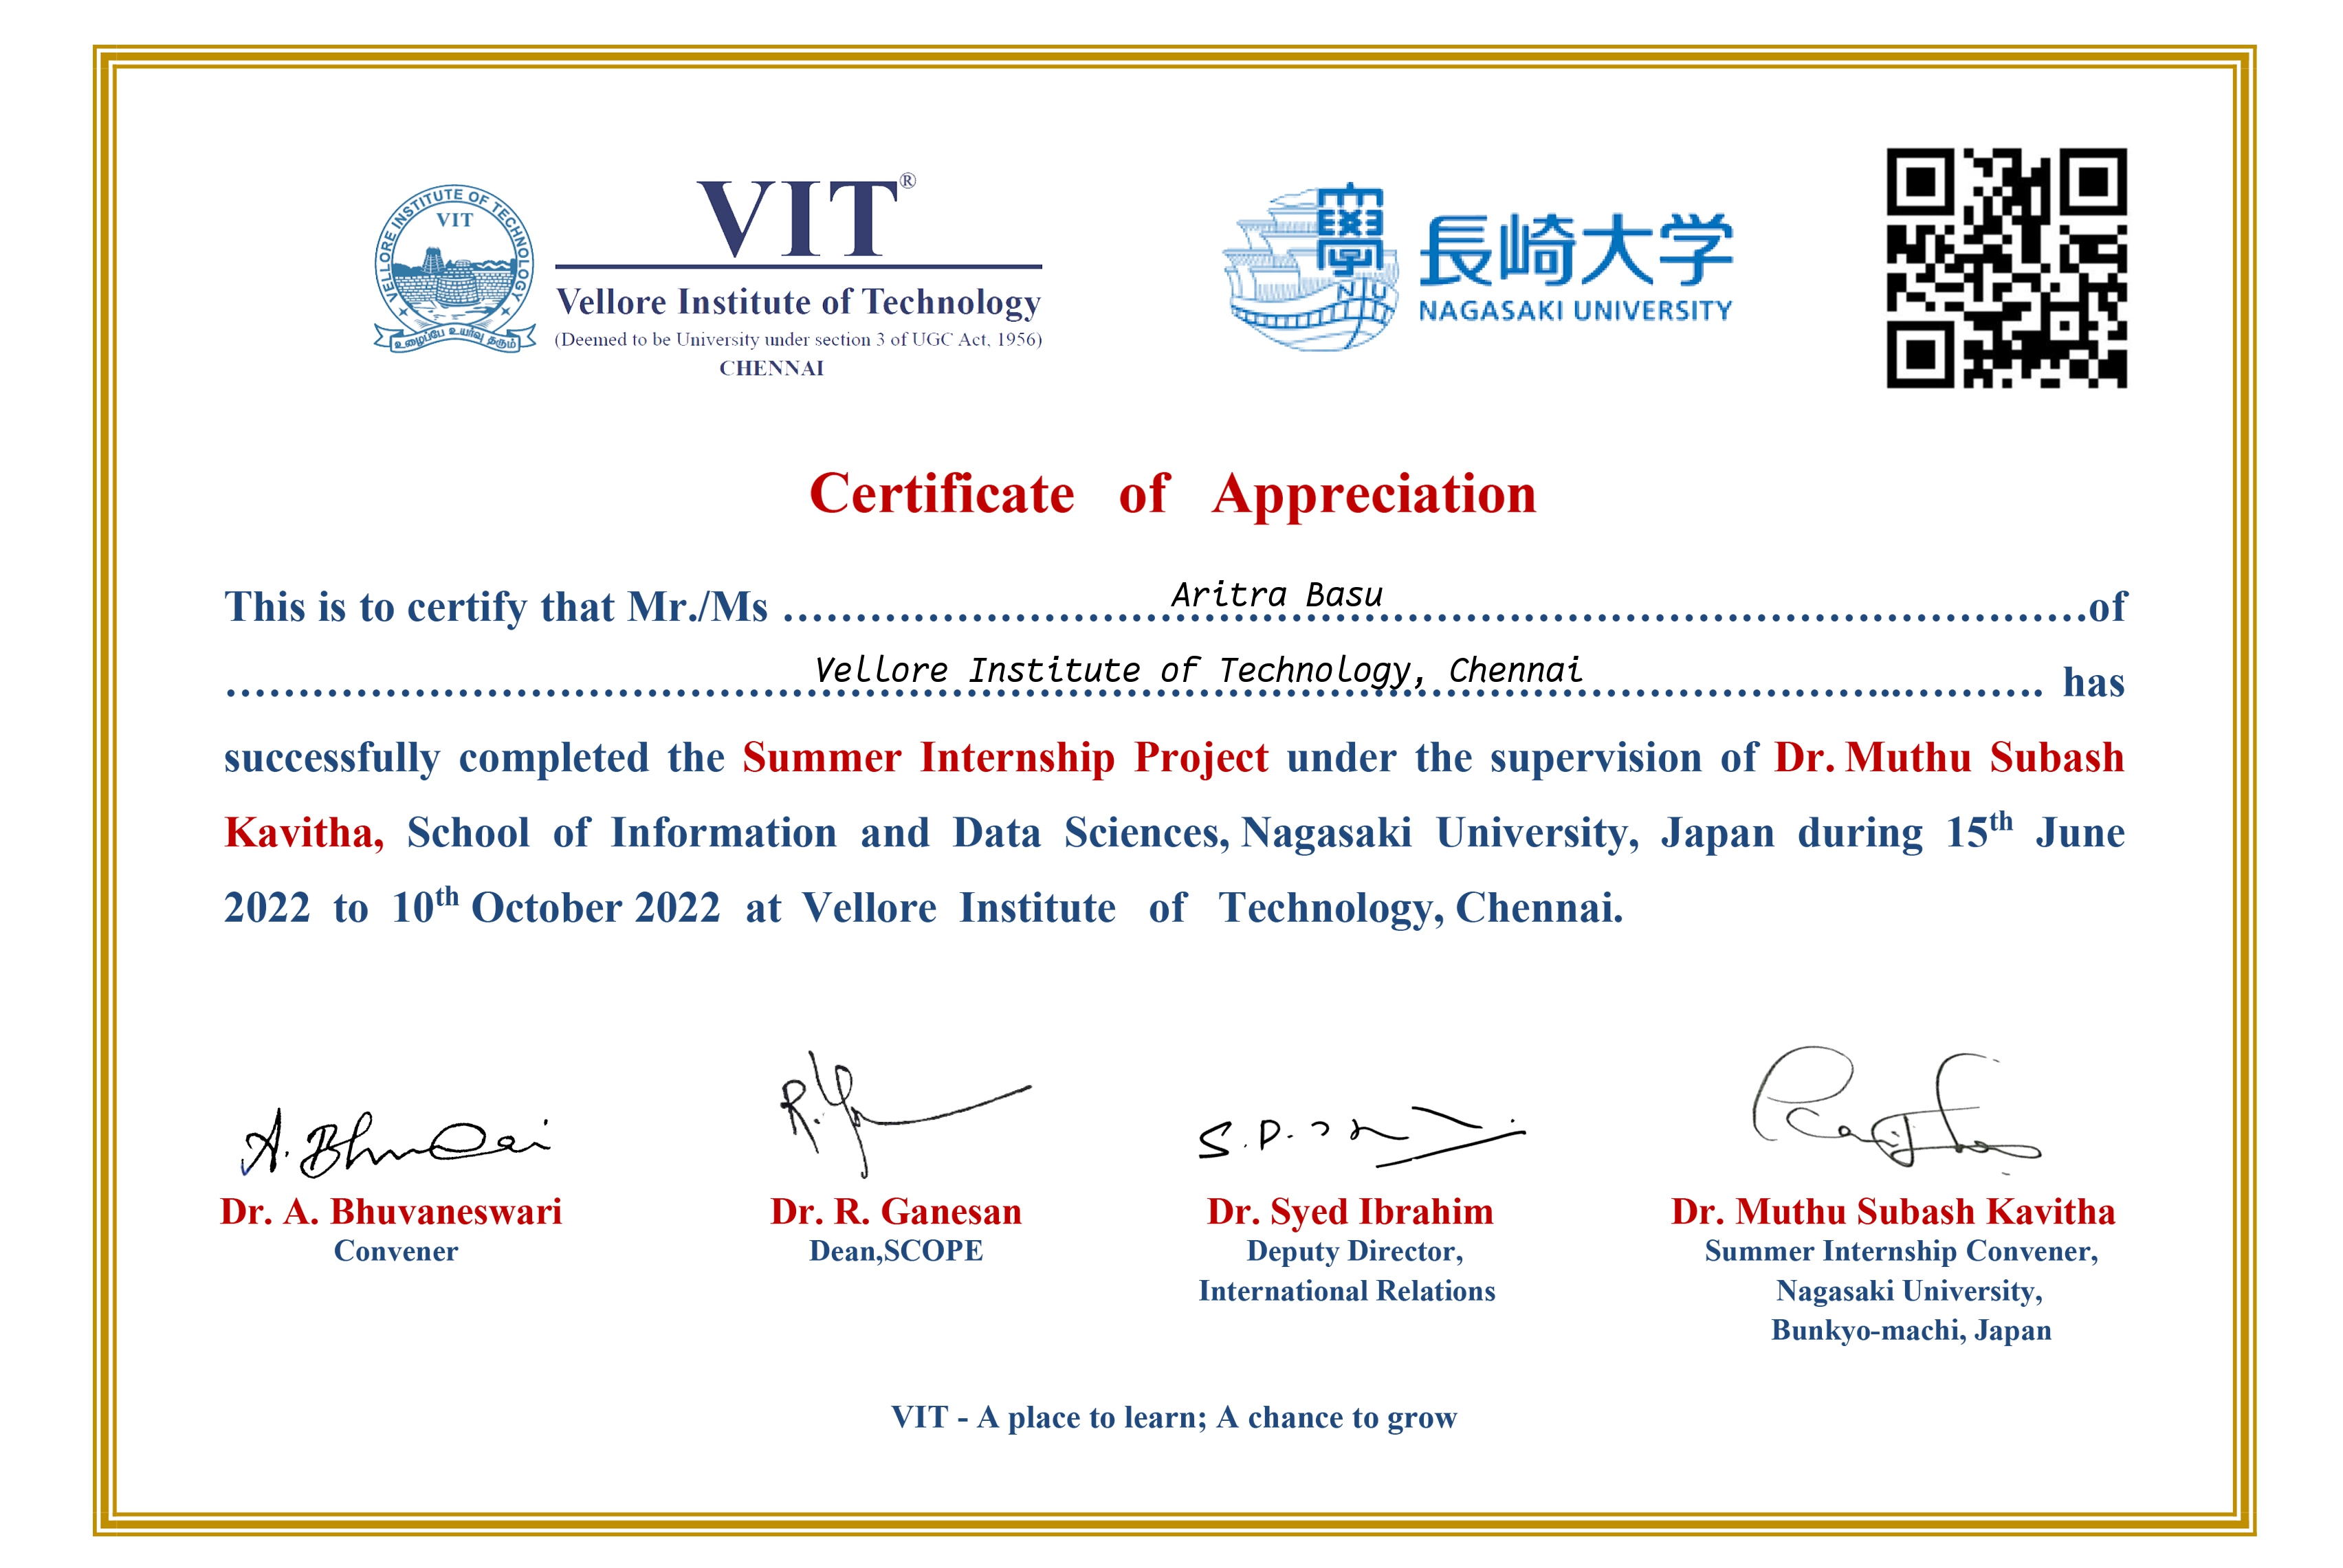 VELLORE INSTITUTE OF TECHNOLOGY
VIT
உழைப்பே உயர்வு தரும்
VIT®
Vellore Institute of Technology
(Deemed to be University under section 3 of UGC Act, 1956)
CHENNAI
長崎大学
NAGASAKI UNIVERSITY
Certificate of Appreciation
This is to certify that Mr./Ms Aritra Basu of
Vellore Institute of Technology, Chennai has
successfully completed the Summer Internship Project under the supervision of Dr. Muthu Subash
Kavitha, School of Information and Data Sciences, Nagasaki University, Japan during 15th June
2022 to 10th October 2022 at Vellore Institute of Technology, Chennai.
Dr. A. Bhuvaneswari
Convener
Dr. R. Ganesan
Dean,SCOPE
Dr. Syed Ibrahim
Deputy Director,
International Relations
Dr. Muthu Subash Kavitha
Summer Internship Convener,
Nagasaki University,
Bunkyo-machi, Japan
VIT - A place to learn; A chance to grow